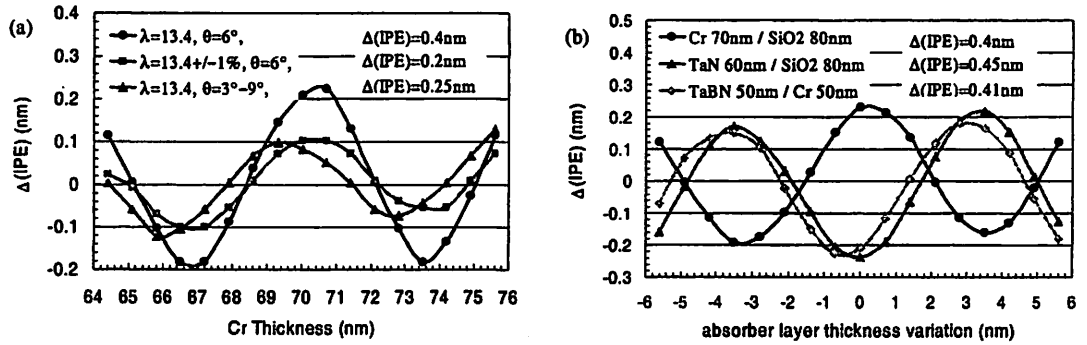 (a)
0.4
0.3
0.2
0.1
0
-0.1
-0.2
Δ(IPE) (nm)
λ=13.4, θ=6°, Δ(IPE)=0.4nm
λ=13.4+/-1%, θ=6°, Δ(IPE)=0.2nm
λ=13.4, θ=3°-9°, Δ(IPE)=0.25nm
64 65 66 67 68 69 70 71 72 73 74 75 76
Cr Thickness (nm)
(b)
0.5
0.4
0.3
0.2
0.1
0
-0.1
-0.2
-0.3
Δ(IPE) (nm)
Cr 70nm / SiO2 80nm Δ(IPE)=0.4nm
TaN 60nm / SiO2 80nm Δ(IPE)=0.45nm
TaBN 50nm / Cr 50nm Δ(IPE)=0.41nm
-6 -5 -4 -3 -2 -1 0 1 2 3 4 5 6
absorber layer thickness variation (nm)